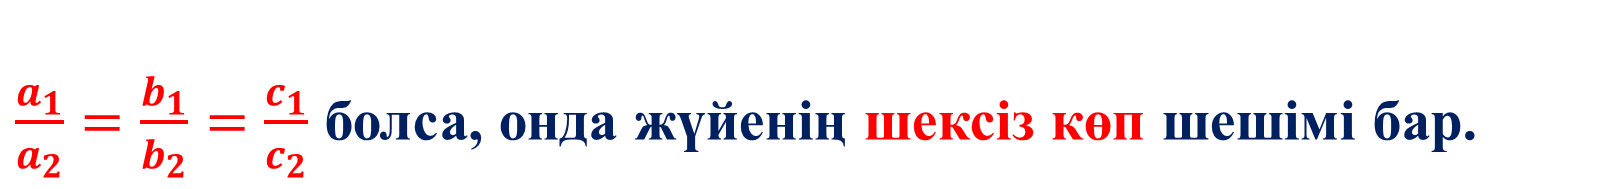 a₁/a₂ = b₁/b₂ = c₁/c₂ болса, онда жүйенің шексіз көп шешімі бар.